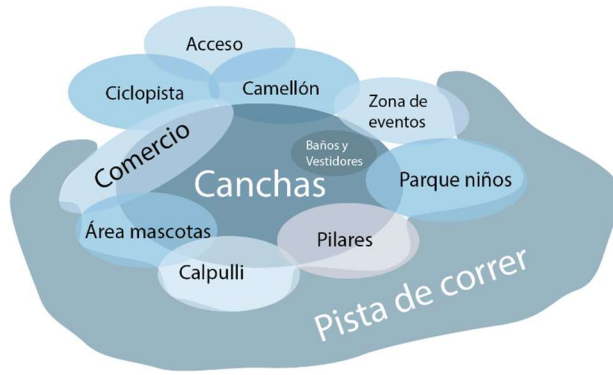 Acceso
Ciclopista
Camellón
Zona de
eventos
Comercio
Baños y
Vestidores
Canchas
Parque niños
Área mascotas
Pilares
Calpulli
Pista de correr